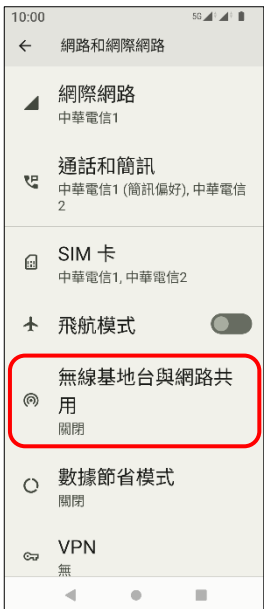 10:00
5G
網路和網際網路
網際網路
中華電信1
通話和簡訊
中華電信1 (簡訊偏好), 中華電信
2
SIM 卡
中華電信1, 中華電信2
飛航模式
無線基地台與網路共
用
關閉
數據節省模式
關閉
VPN
無